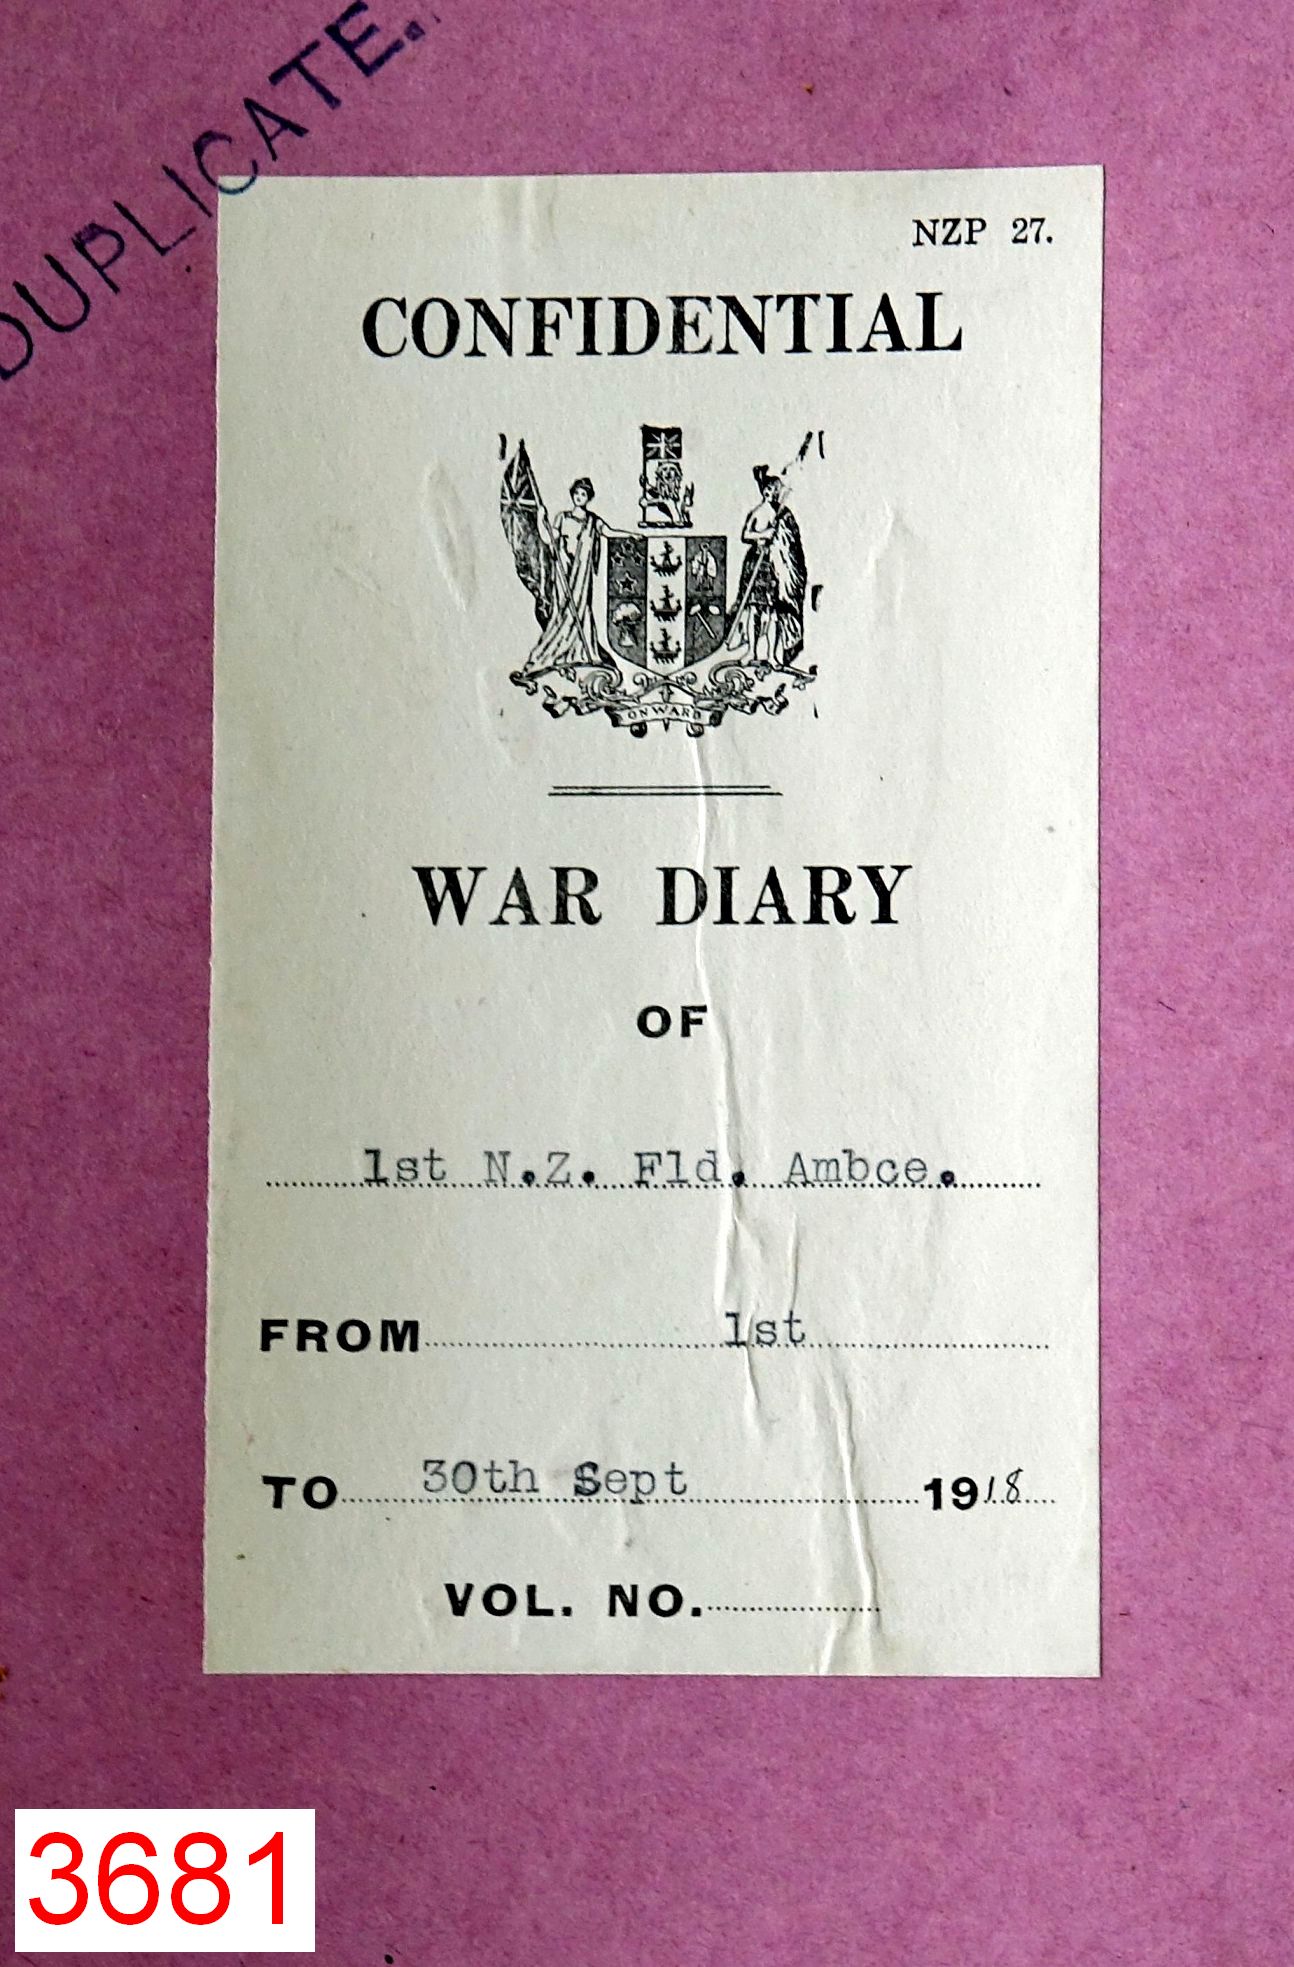 DUPLICATE.
NZP 27.
CONFIDENTIAL
ONWARD
WAR DIARY
OF
1st N.Z. Fld. Ambce.
FROM 1st
TO 30th Sept 1918
VOL. NO.
3681